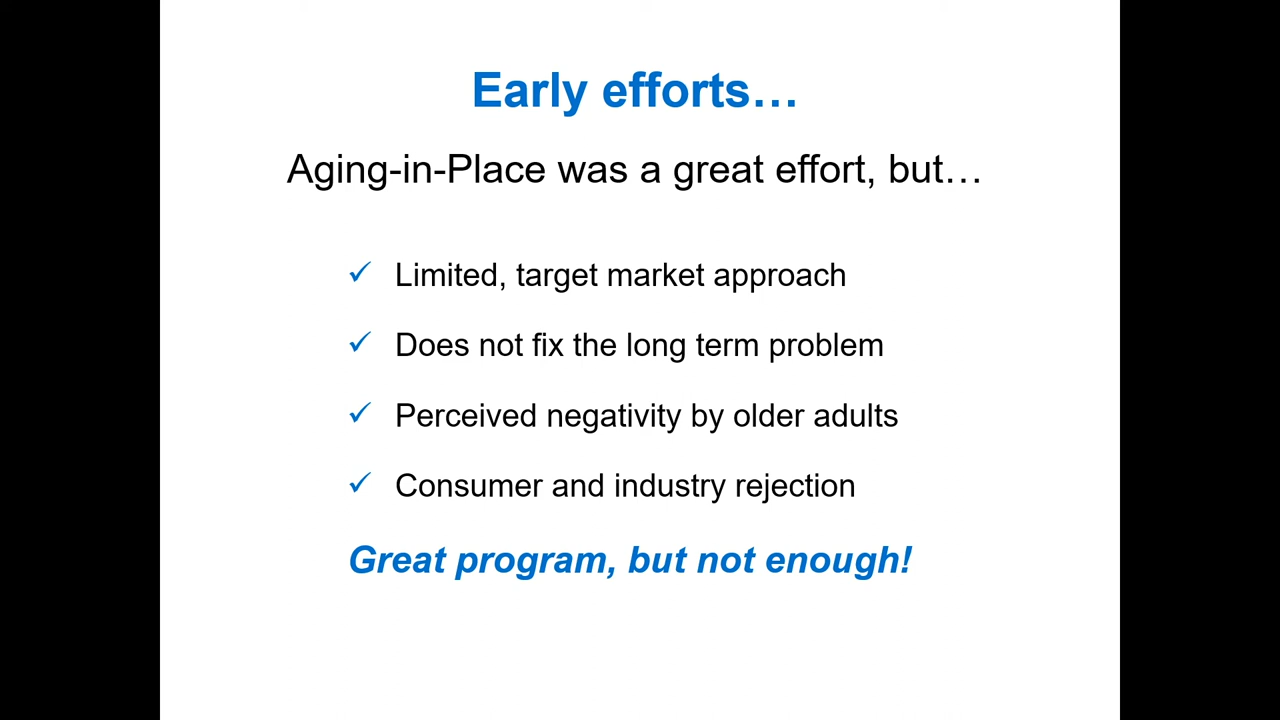 Early efforts…
Aging-in-Place was a great effort, but…
✓ Limited, target market approach
✓ Does not fix the long term problem
✓ Perceived negativity by older adults
✓ Consumer and industry rejection
Great program, but not enough!